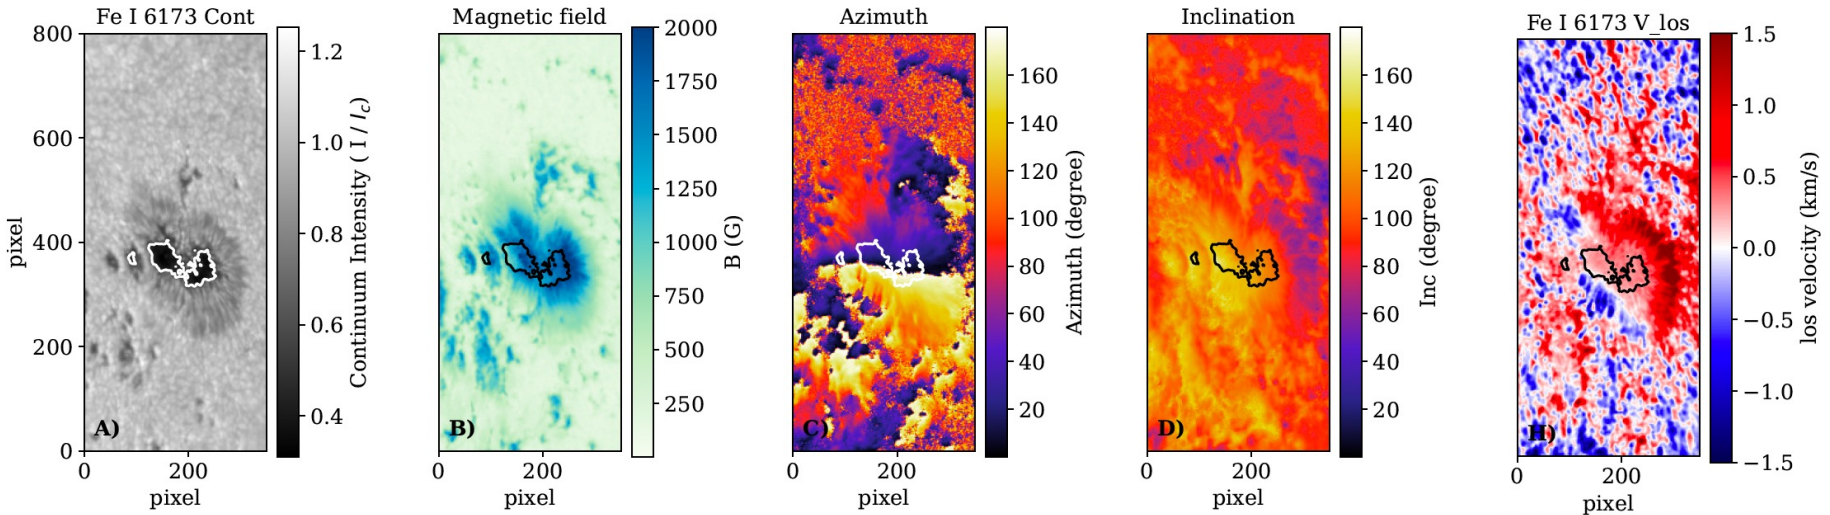 Fe I 6173 Cont
800
600
400
200
0
0
200
pixel
pixel
A)
1.2
1.0
0.8
0.6
0.4
Continuum Intensity ( I / I_c)
Magnetic field
B)
0
200
pixel
2000
1750
1500
1250
1000
750
500
250
B (G)
Azimuth
C)
0
200
pixel
160
140
120
100
80
60
40
20
Azimuth (degree)
Inclination
D)
0
200
pixel
160
140
120
100
80
60
40
20
Inc (degree)
Fe I 6173 V_los
H)
0
200
pixel
1.5
1.0
0.5
0.0
−0.5
−1.0
−1.5
los velocity (km/s)